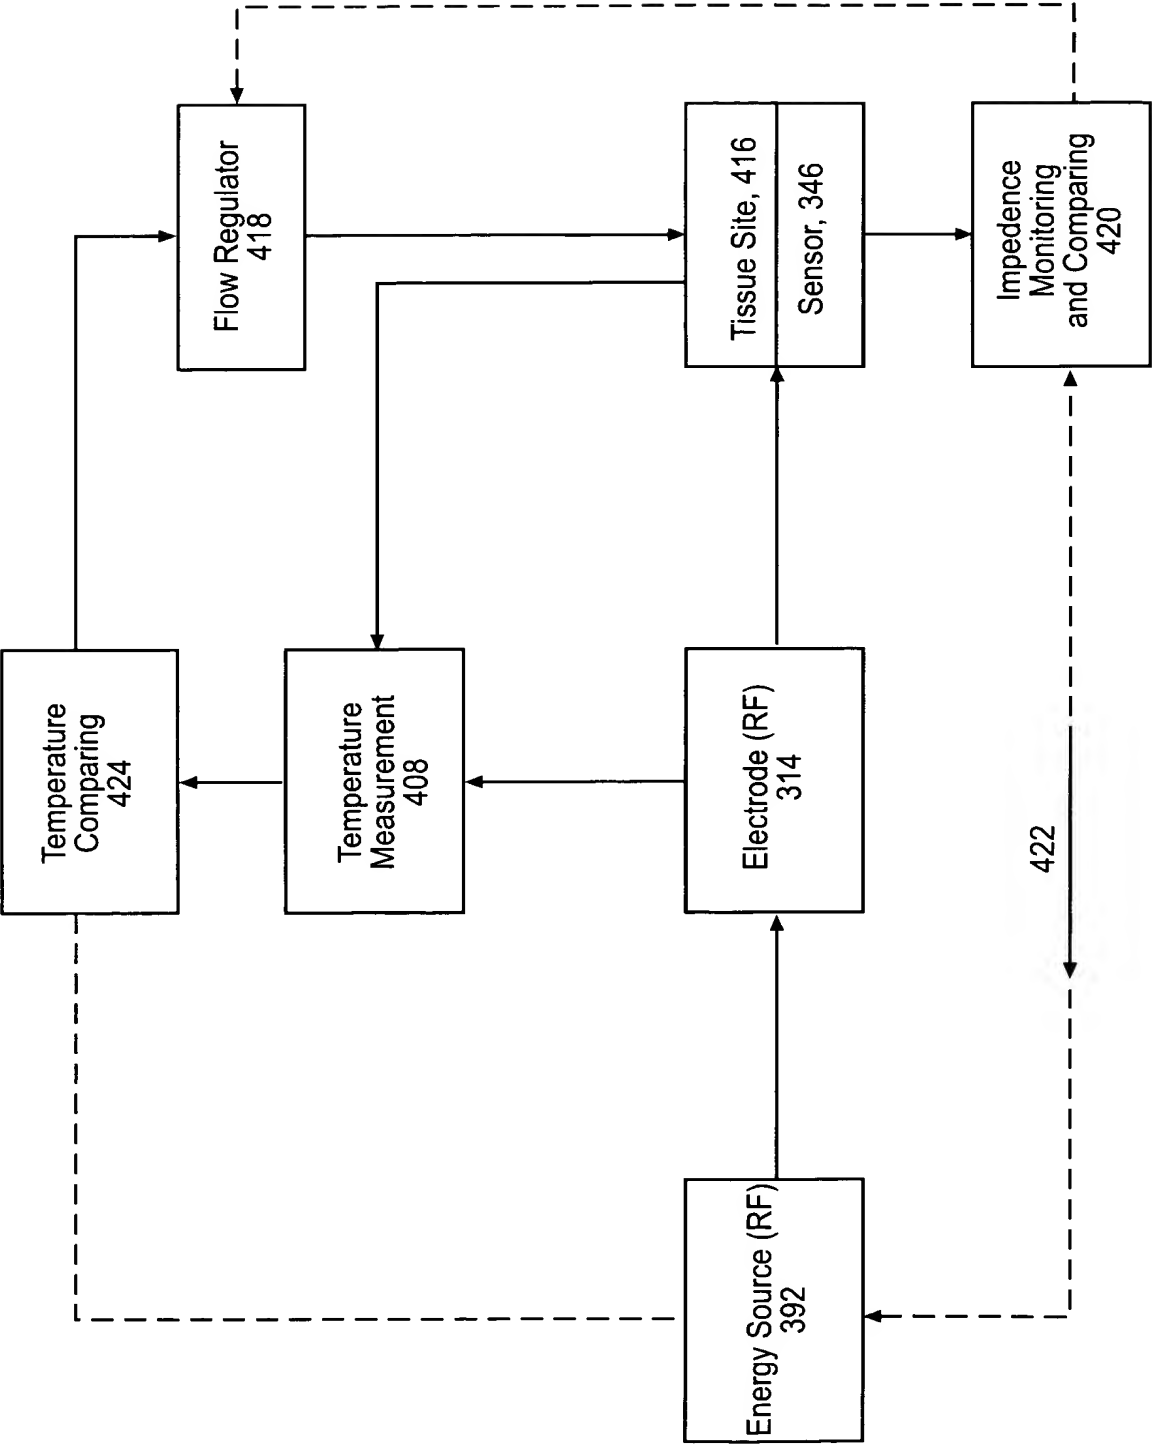 Temperature
Comparing
424
Flow Regulator
418
Temperature
Measurement
408
Energy Source (RF)
392
Electrode (RF)
314
Tissue Site, 416
Sensor, 346
422
Impedence
Monitoring
and Comparing
420